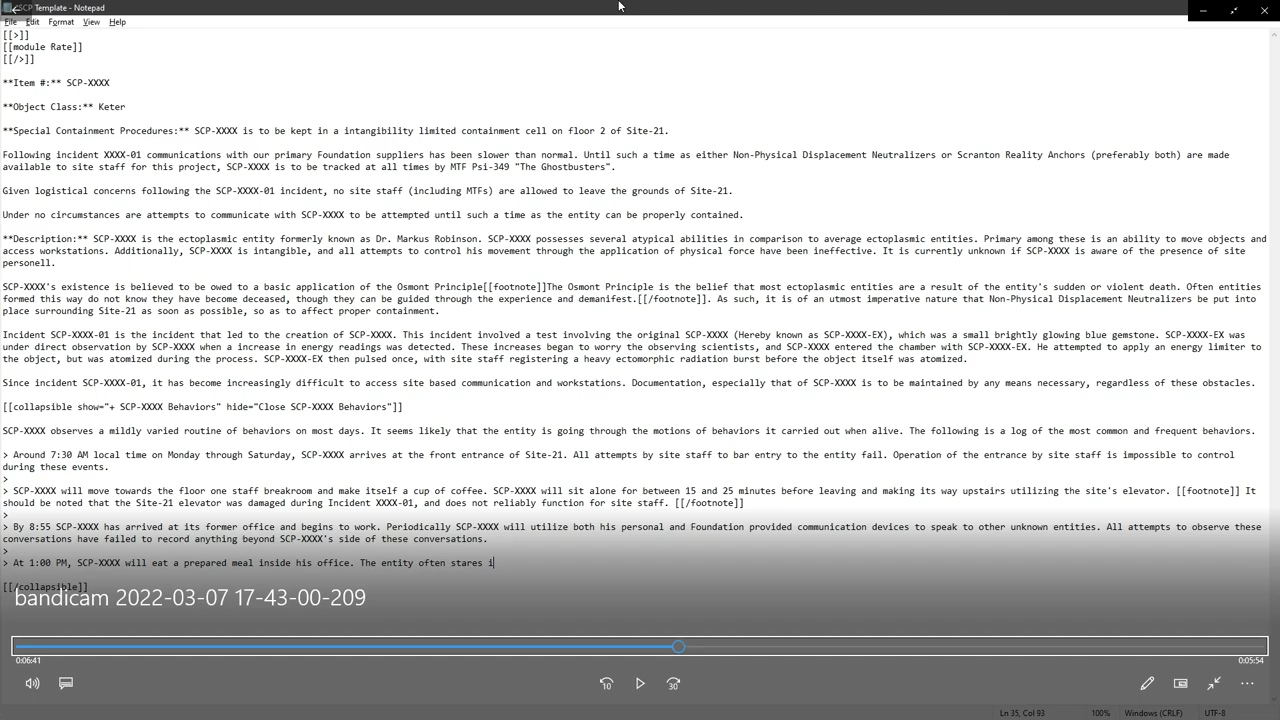 SCP Template - Notepad
File Edit Format View Help
[[>]]
[[module Rate]]
[[/>]]
**Item #:** SCP-XXXX
**Object Class:** Keter
**Special Containment Procedures:** SCP-XXXX is to be kept in a intangibility limited containment cell on floor 2 of Site-21.
Following incident XXXX-01 communications with our primary Foundation suppliers has been slower than normal. Until such a time as either Non-Physical Displacement Neutralizers or Scranton Reality Anchors (preferably both) are made
available to site staff for this project, SCP-XXXX is to be tracked at all times by MTF Psi-349 "The Ghostbusters".
Given logistical concerns following the SCP-XXXX-01 incident, no site staff (including MTFs) are allowed to leave the grounds of Site-21.
Under no circumstances are attempts to communicate with SCP-XXXX to be attempted until such a time as the entity can be properly contained.
**Description:** SCP-XXXX is the ectoplasmic entity formerly known as Dr. Markus Robinson. SCP-XXXX possesses several atypical abilities in comparison to average ectoplasmic entities. Primary among these is an ability to move objects and
access workstations. Additionally, SCP-XXXX is intangible, and all attempts to control his movement through the application of physical force have been ineffective. It is currently unknown if SCP-XXXX is aware of the presence of site
personell.
SCP-XXXX's existence is believed to be owed to a basic application of the Osmont Principle[[footnote]]The Osmont Principle is the belief that most ectoplasmic entities are a result of the entity's sudden or violent death. Often entities
formed this way do not know they have become deceased, though they can be guided through the experience and demanifest.[[/footnote]]. As such, it is of an utmost imperative nature that Non-Physical Displacement Neutralizers be put into
place surrounding Site-21 as soon as possible, so as to affect proper containment.
Incident SCP-XXXX-01 is the incident that led to the creation of SCP-XXXX. This incident involved a test involving the original SCP-XXXX (Hereby known as SCP-XXXX-EX), which was a small brightly glowing blue gemstone. SCP-XXXX-EX was
under direct observation by SCP-XXXX when a increase in energy readings was detected. These increases began to worry the observing scientists, and SCP-XXXX entered the chamber with SCP-XXXX-EX. He attempted to apply an energy limiter to
the object, but was atomized during the process. SCP-XXXX-EX then pulsed once, with site staff registering a heavy ectomorphic radiation burst before the object itself was atomized.
Since incident SCP-XXXX-01, it has become increasingly difficult to access site based communication and workstations. Documentation, especially that of SCP-XXXX is to be maintained by any means necessary, regardless of these obstacles.
[[collapsible show="+ SCP-XXXX Behaviors" hide="Close SCP-XXXX Behaviors"]]
SCP-XXXX observes a mildly varied routine of behaviors on most days. It seems likely that the entity is going through the motions of behaviors it carried out when alive. The following is a log of the most common and frequent behaviors.
> Around 7:30 AM local time on Monday through Saturday, SCP-XXXX arrives at the front entrance of Site-21. All attempts by site staff to bar entry to the entity fail. Operation of the entrance by site staff is impossible to control
during these events.
>
> SCP-XXXX will move towards the floor one staff breakroom and make itself a cup of coffee. SCP-XXXX will sit alone for between 15 and 25 minutes before leaving and making its way upstairs utilizing the site's elevator. [[footnote]] It
should be noted that the Site-21 elevator was damaged during Incident XXXX-01, and does not reliably function for site staff. [[/footnote]]
>
> By 8:55 SCP-XXXX has arrived at its former office and begins to work. Periodically SCP-XXXX will utilize both his personal and Foundation provided communication devices to speak to other unknown entities. All attempts to observe these
conversations have failed to record anything beyond SCP-XXXX's side of these conversations.
>
> At 1:00 PM, SCP-XXXX will eat a prepared meal inside his office. The entity often stares i
[[/collapsible]]
bandicam 2022-03-07 17-43-00-209
0:06:41 0:05:54
10 30
Ln 35, Col 93 100% Windows (CRLF) UTF-8